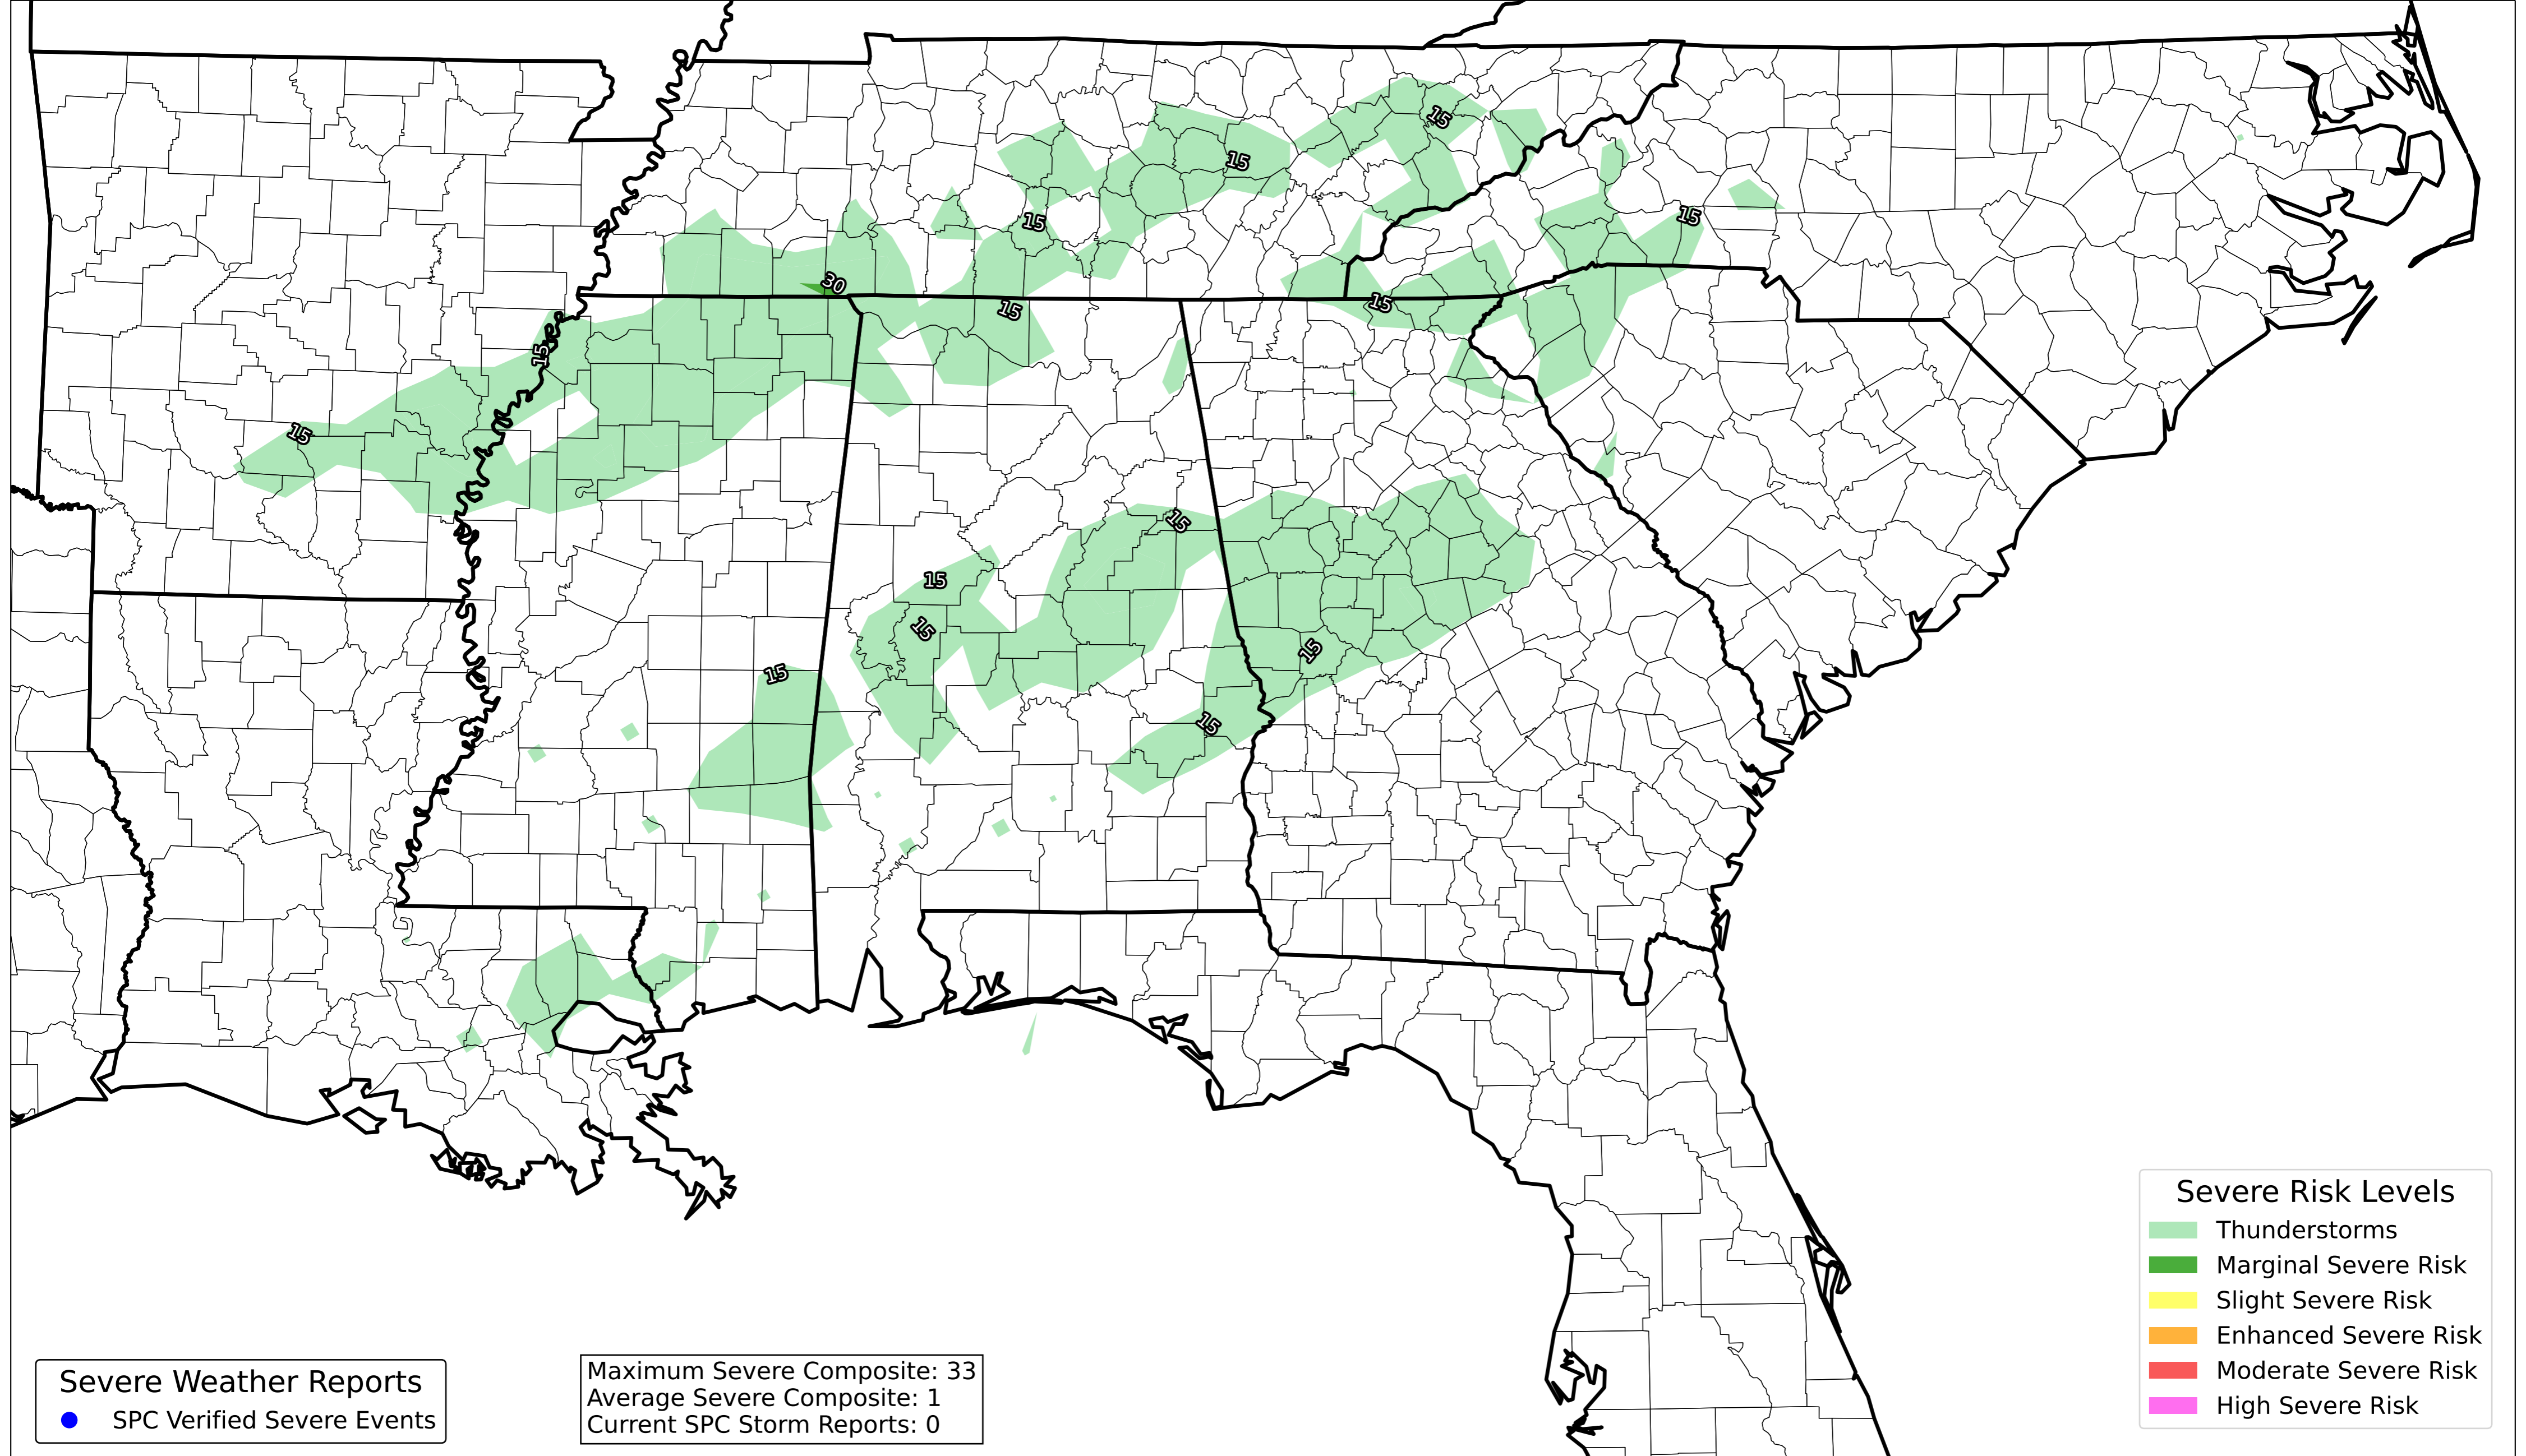 15
15
15
15
30
15
15
15
15
15
15
15
15
15
15
Severe Risk Levels
Thunderstorms
Marginal Severe Risk
Slight Severe Risk
Enhanced Severe Risk
Moderate Severe Risk
High Severe Risk
Severe Weather Reports
SPC Verified Severe Events
Maximum Severe Composite: 33
Average Severe Composite: 1
Current SPC Storm Reports: 0